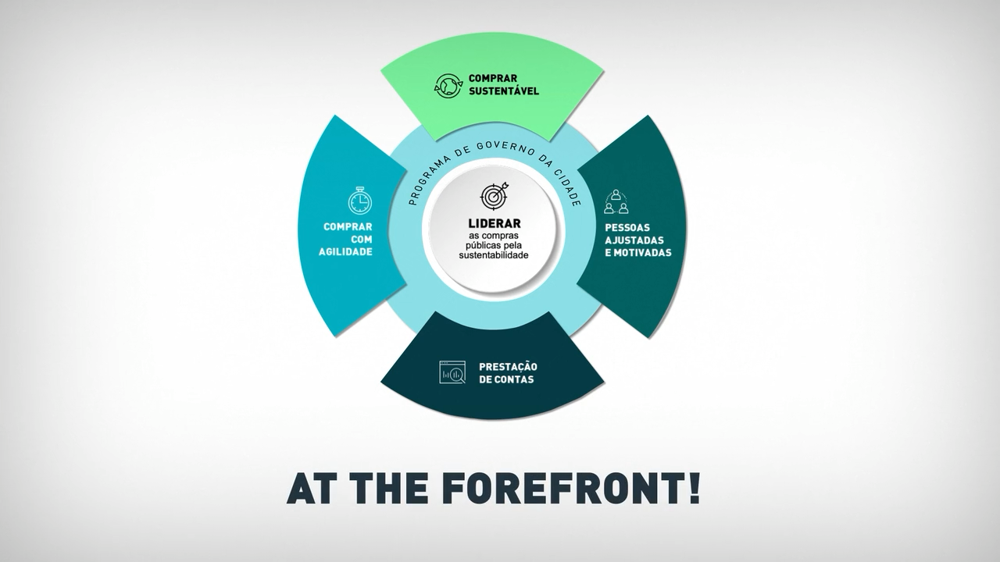 COMPRAR
SUSTENTÁVEL
PROGRAMA DE GOVERNO DA CIDADE
COMPRAR
COM
AGILIDADE
LIDERAR
as compras
públicas pela
sustentabilidade
PESSOAS
AJUSTADAS
E MOTIVADAS
PRESTAÇÃO
DE CONTAS
AT THE FOREFRONT!